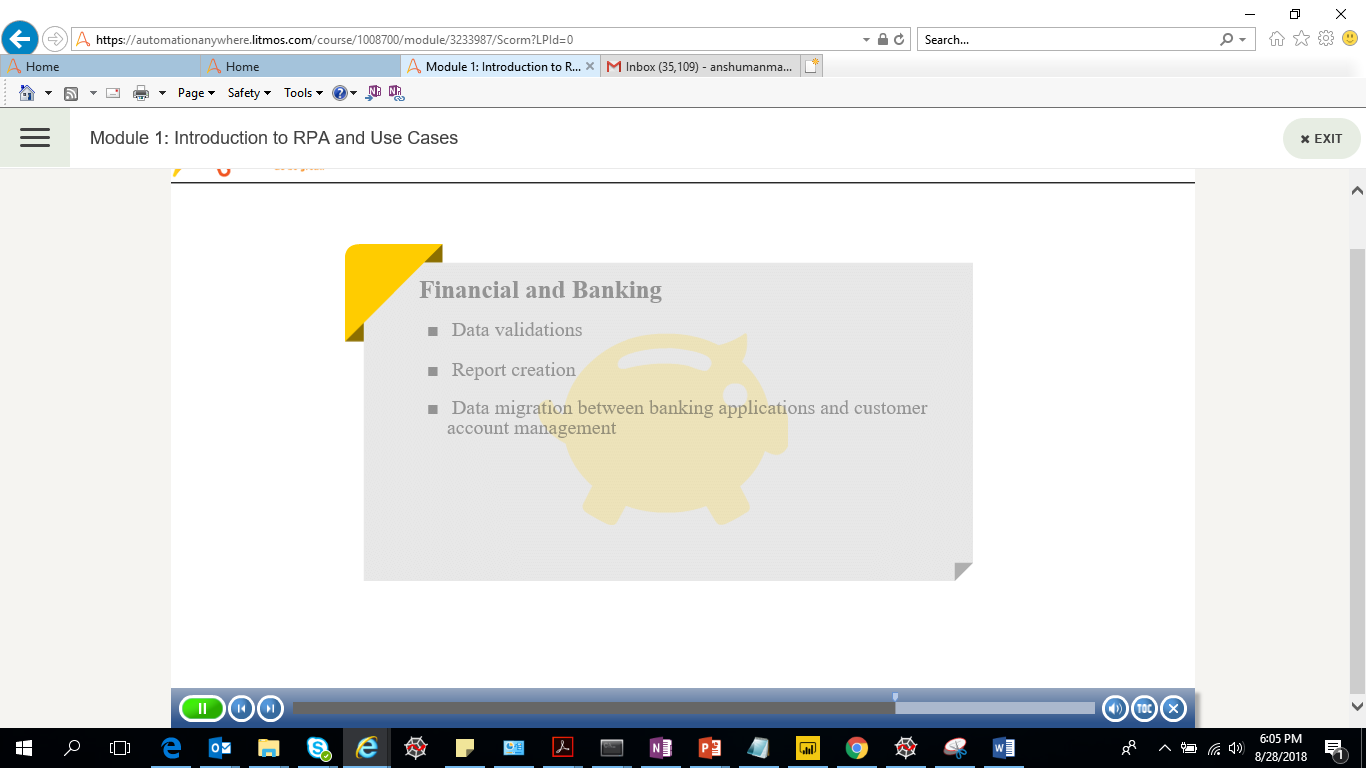 https://automationanywhere.litmos.com/course/1008700/module/3233987/Scorm?LPId=0
Search...
Home
Home
Module 1: Introduction to R...
Inbox (35,109) - anshumanma...
Page
Safety
Tools
Module 1: Introduction to RPA and Use Cases
✖ EXIT
Financial and Banking
■ Data validations
■ Report creation
■ Data migration between banking applications and customer
account management
TOC
6:05 PM
8/28/2018
1